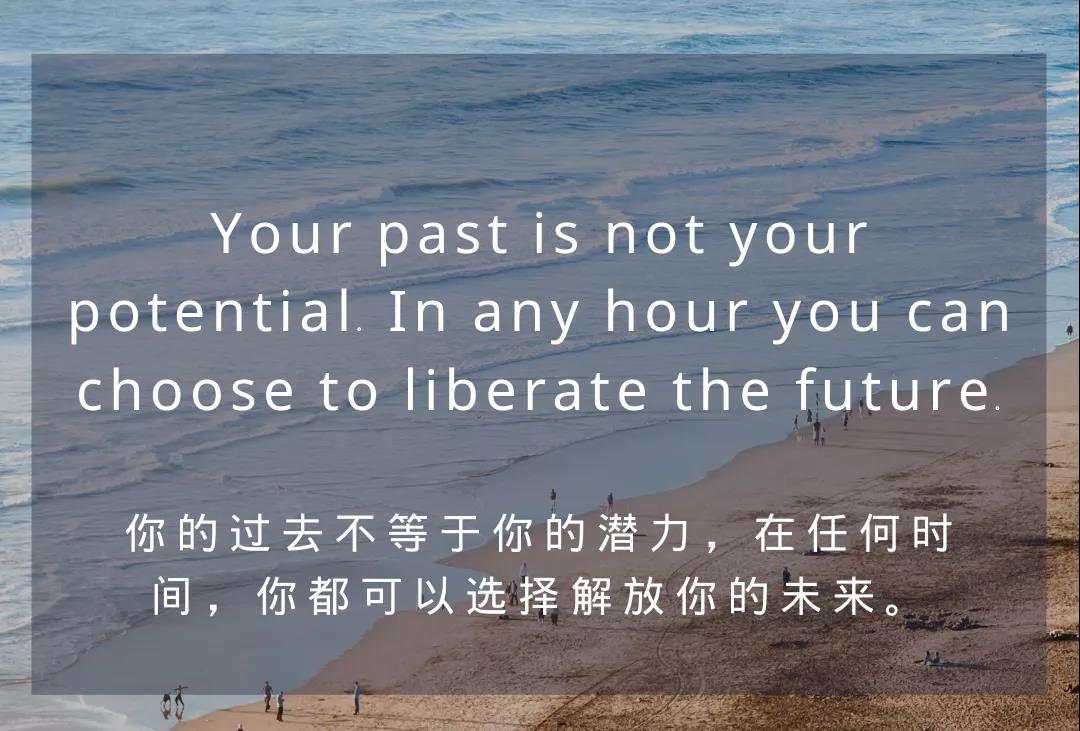 Your past is not your
potential. In any hour you can
choose to liberate the future.
你的过去不等于你的潜力，在任何时
间，你都可以选择解放你的未来。